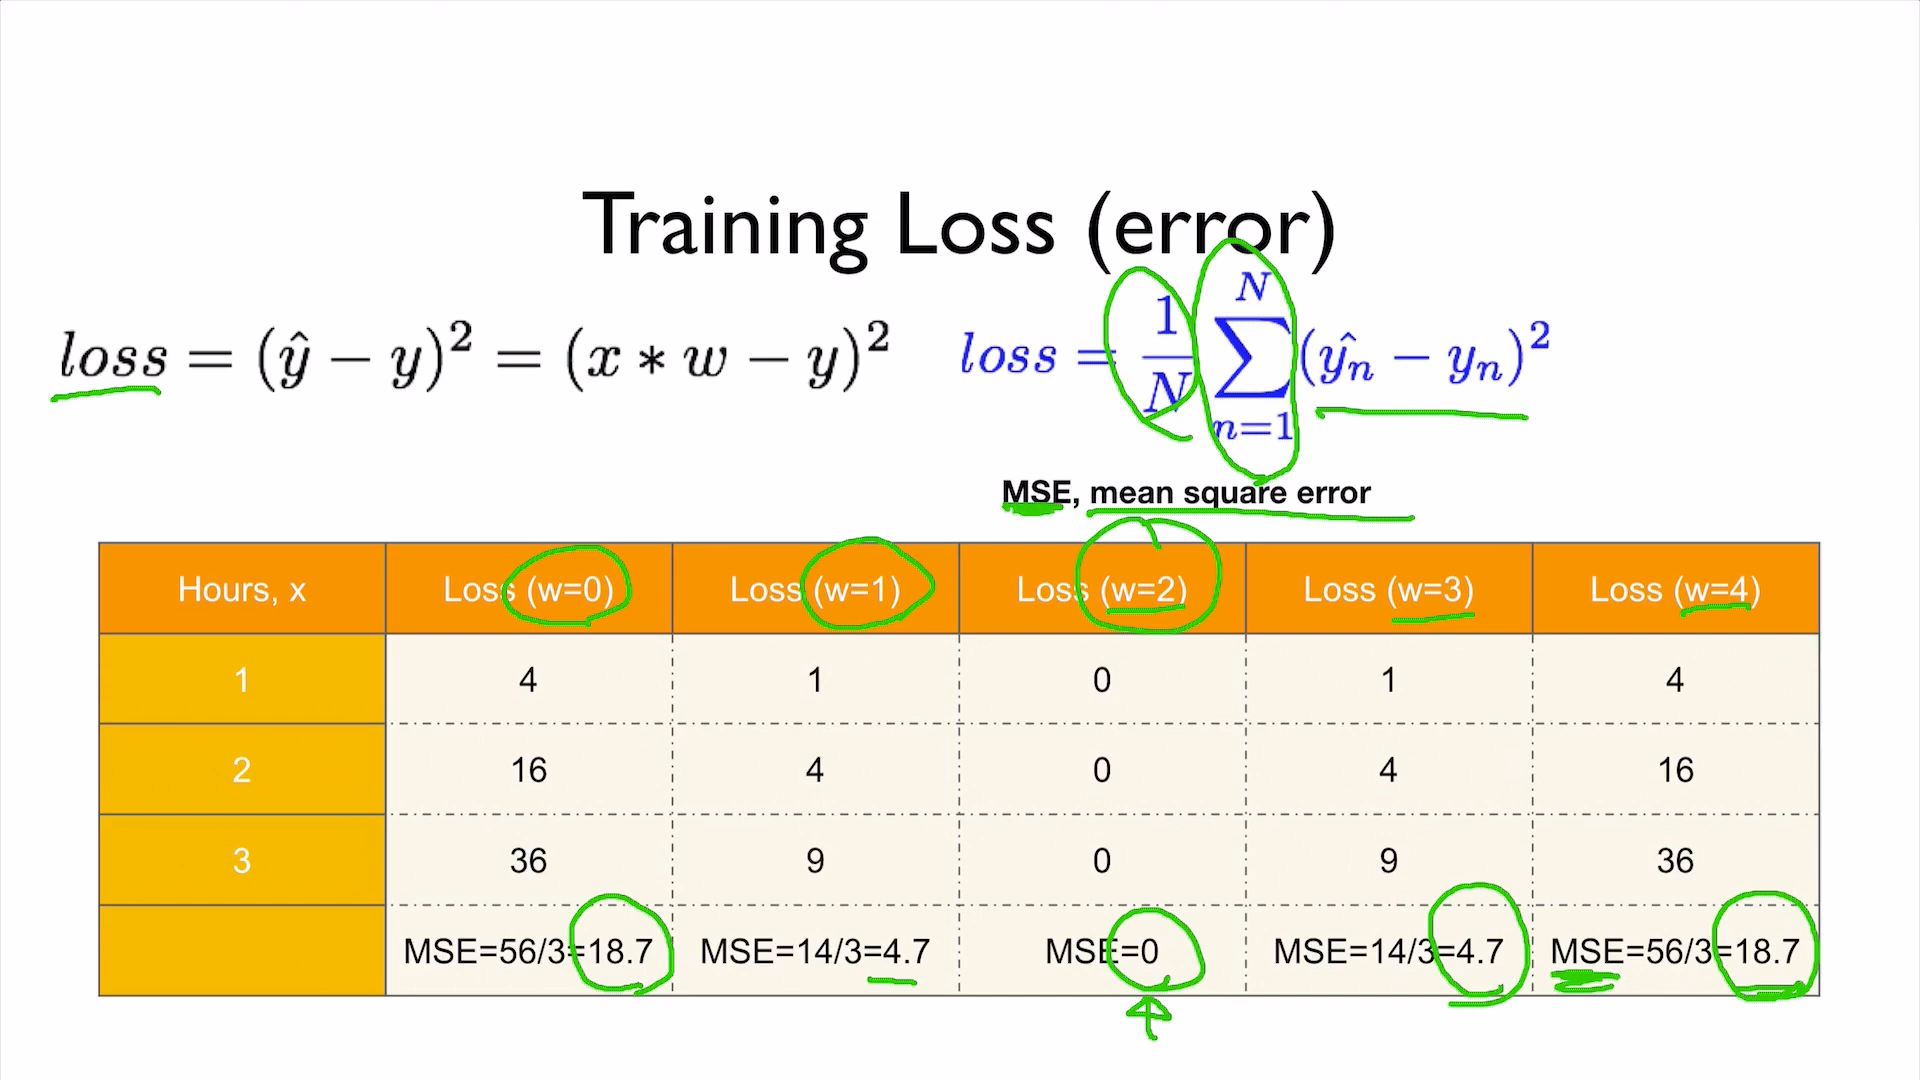 Training Loss (error)
loss = (ŷ − y)² = (x ∗ w − y)²
loss = 1/N ∑_{n=1}^{N} (ŷₙ − yₙ)²
MSE, mean square error
Hours, x Loss (w=0) Loss (w=1) Loss (w=2) Loss (w=3) Loss (w=4)
1 4 1 0 1 4
2 16 4 0 4 16
3 36 9 0 9 36
MSE=56/3=18.7 MSE=14/3=4.7 MSE=0 MSE=14/3=4.7 MSE=56/3=18.7